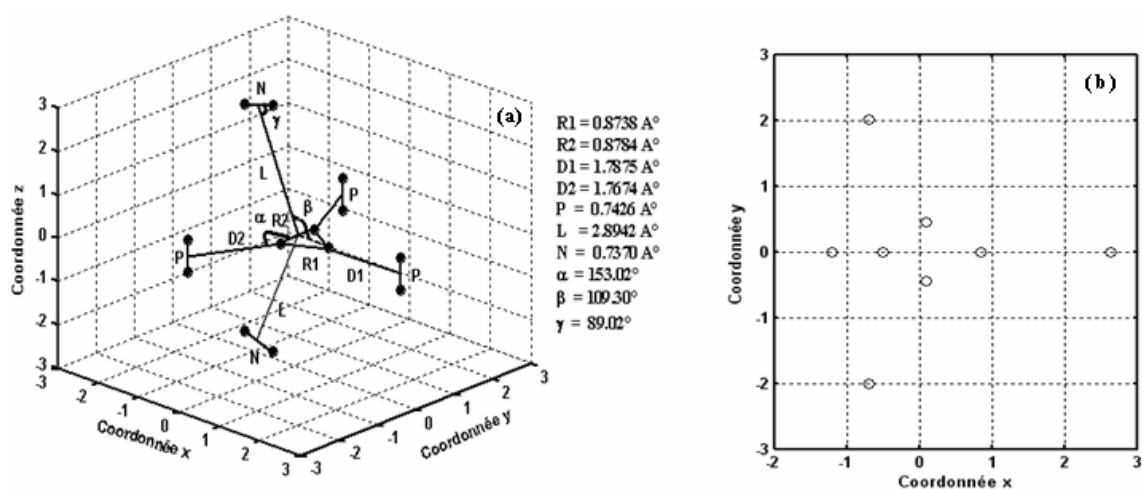 (a)
N
γ
L
P
β
α
R2
D2
P
R1
D1
P
L
N
Coordonnée z
3
2
1
0
-1
-2
-3
3
2
1
0
-1
-2
-3
Coordonnée x
3
2
1
0
-1
-2
-3
Coordonnée y
R1 = 0.8738 A°
R2 = 0.8784 A°
D1 = 1.7875 A°
D2 = 1.7674 A°
P = 0.7426 A°
L = 2.8942 A°
N = 0.7370 A°
α = 153.02°
β = 109.30°
γ = 89.02°
(b)
Coordonnée y
3
2
1
0
-1
-2
-3
-2
-1
0
1
2
3
Coordonnée x